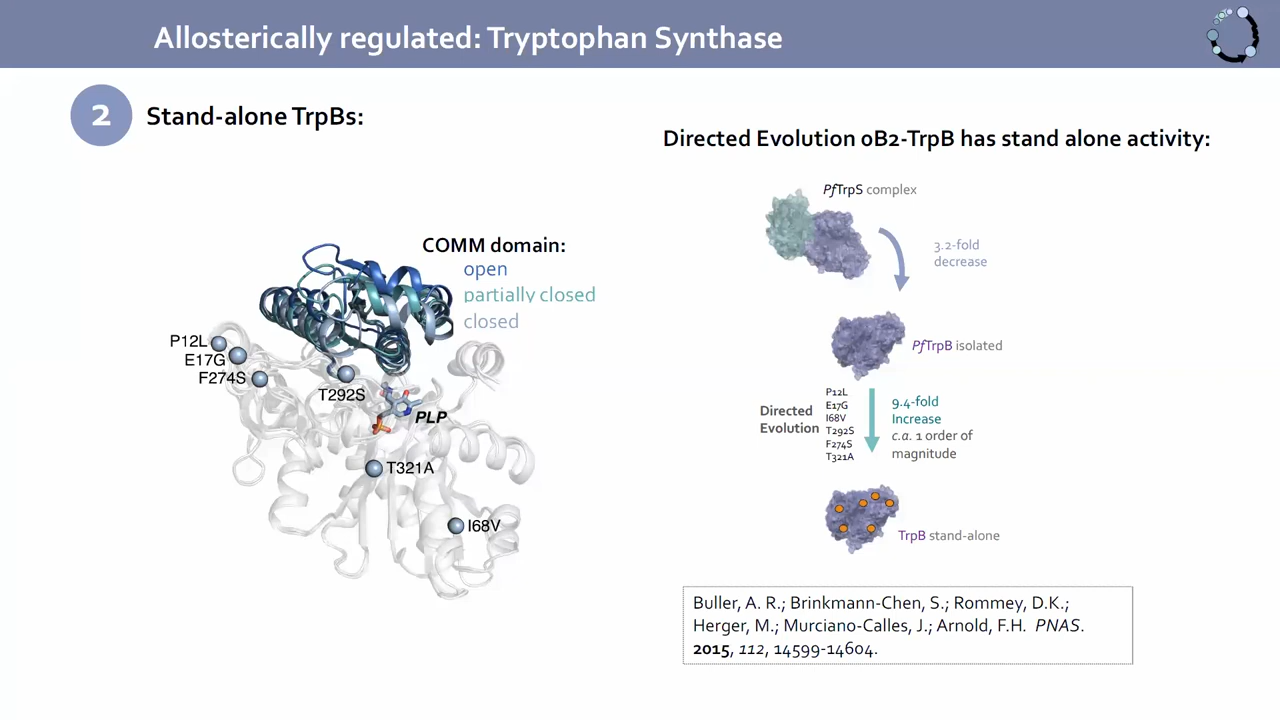 Allosterically regulated: Tryptophan Synthase
2
Stand-alone TrpBs:
COMM domain:
open
partially closed
closed
P12L
E17G
F274S
T292S
PLP
T321A
I68V
Directed Evolution 0B2-TrpB has stand alone activity:
PfTrpS complex
3.2-fold
decrease
PfTrpB isolated
Directed
Evolution
P12L
E17G
I68V
T292S
F274S
T321A
9.4-fold
Increase
c.a. 1 order of
magnitude
TrpB stand-alone
Buller, A. R.; Brinkmann-Chen, S.; Rommey, D.K.;
Herger, M.; Murciano-Calles, J.; Arnold, F.H. PNAS.
2015, 112, 14599-14604.